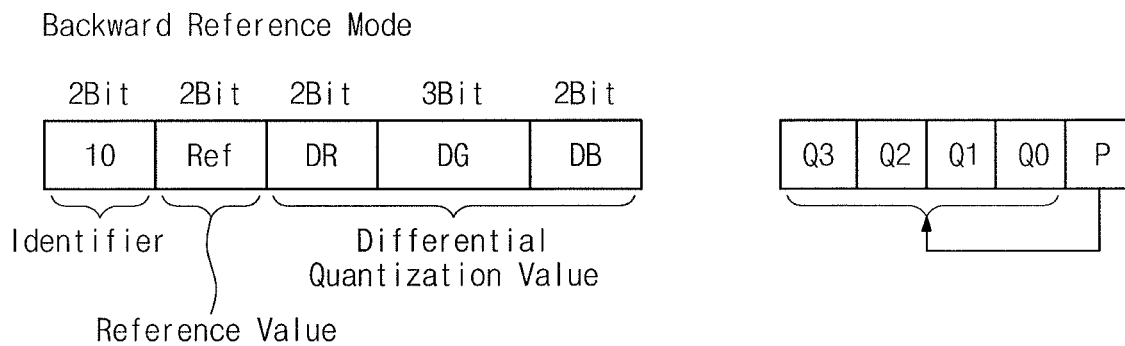 Backward Reference Mode
2Bit 2Bit 2Bit 3Bit 2Bit
10 Ref DR DG DB
Q3 Q2 Q1 Q0 P
Identifier
Differential
Quantization Value
Reference Value